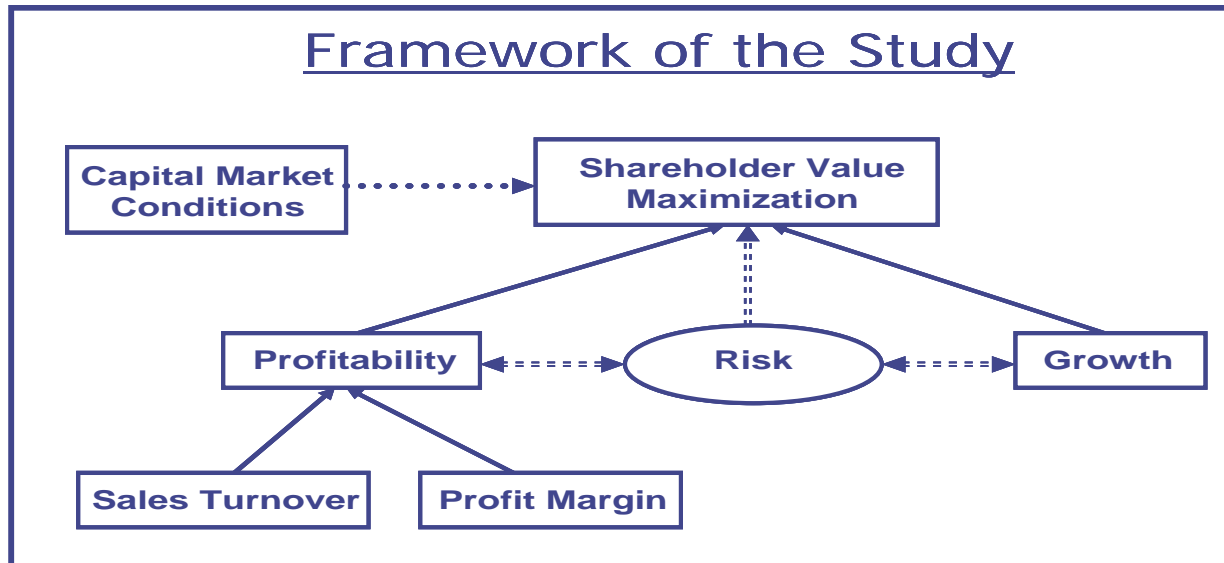 Framework of the Study
Capital Market
Conditions
Shareholder Value
Maximization
Profitability
Risk
Growth
Sales Turnover
Profit Margin